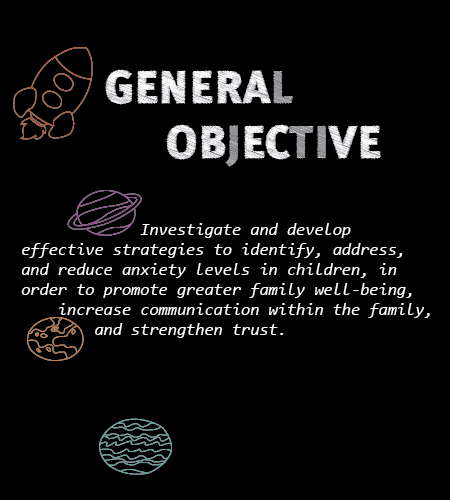 GENERAL
OBJECTIVE
Investigate and develop
effective strategies to identify, address,
and reduce anxiety levels in children, in
order to promote greater family well-being,
increase communication within the family,
and strengthen trust.